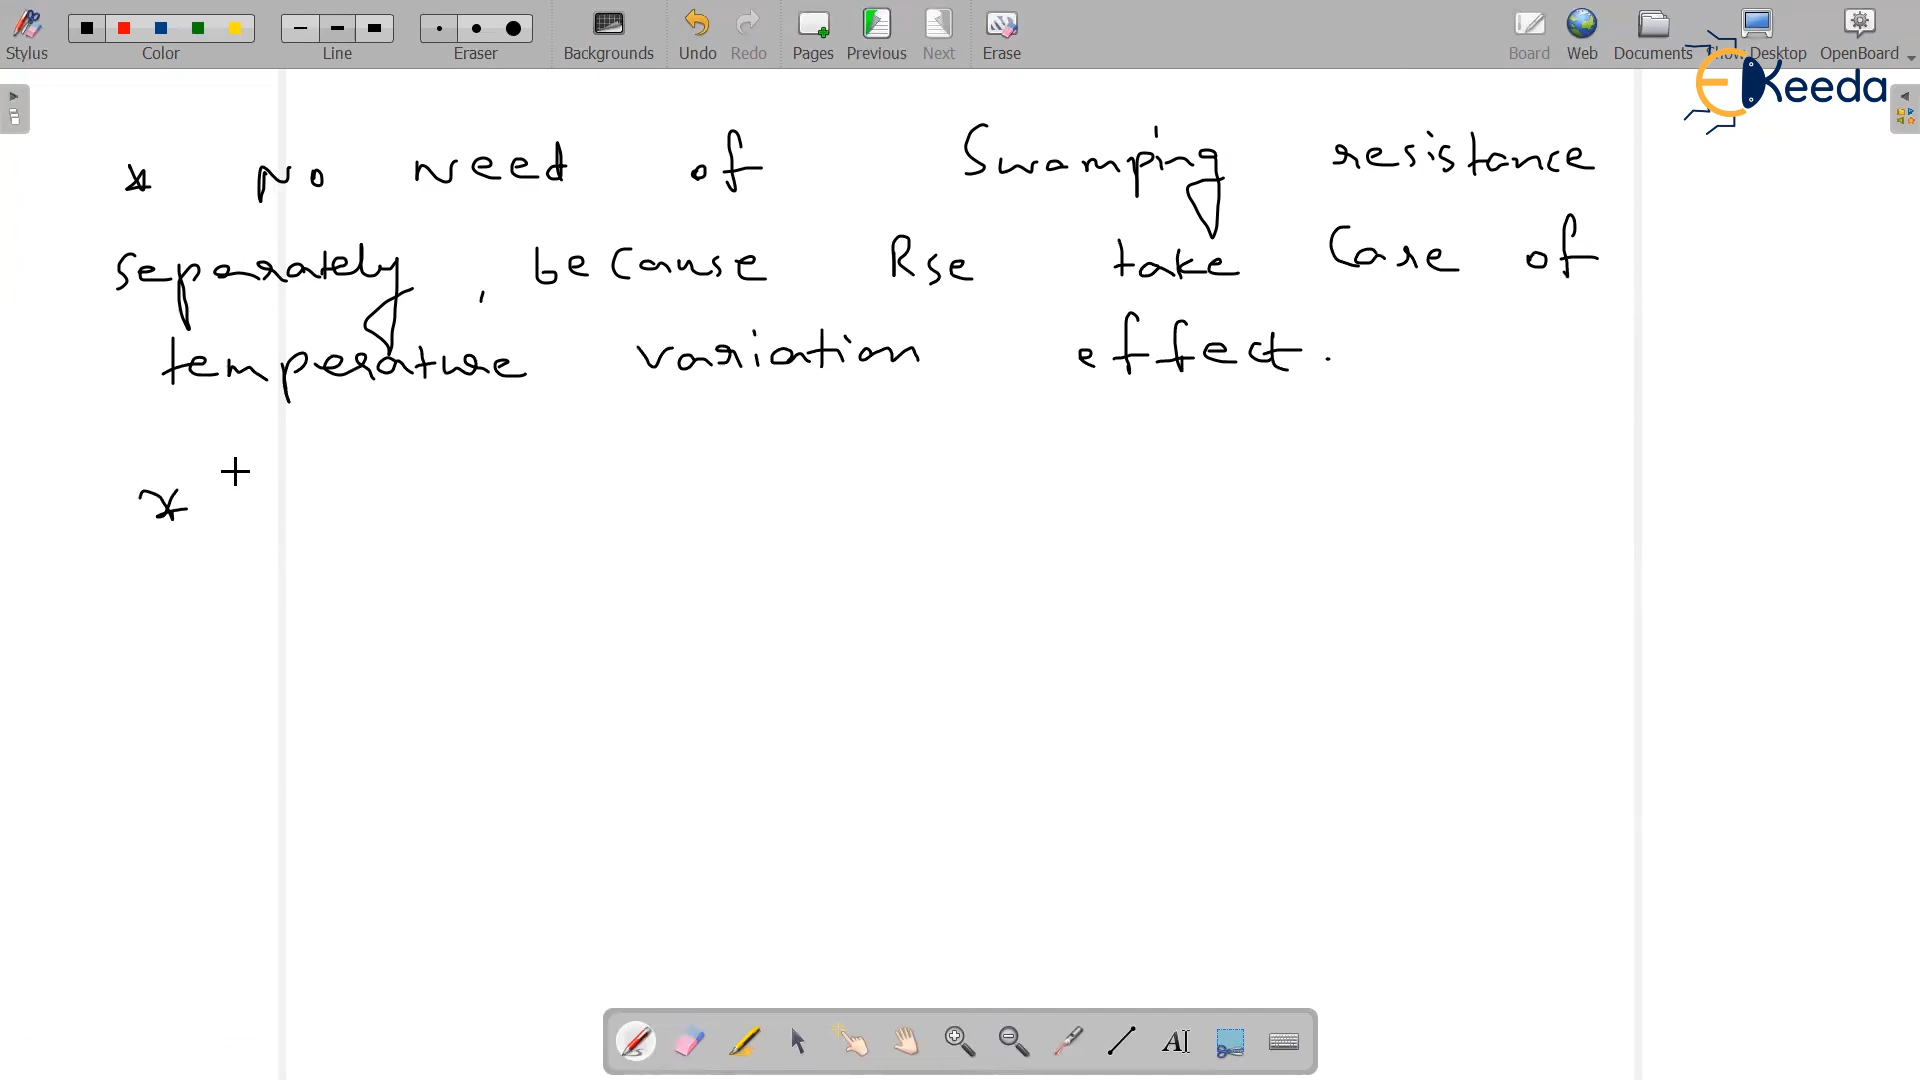 Stylus Color Line Eraser Backgrounds Undo Redo Pages Previous Next Erase Board Web Documents Show Desktop OpenBoard
EKeeda
* No need of Swamping resistance
separately, because Rse take Care of
temperature variation effect.
*